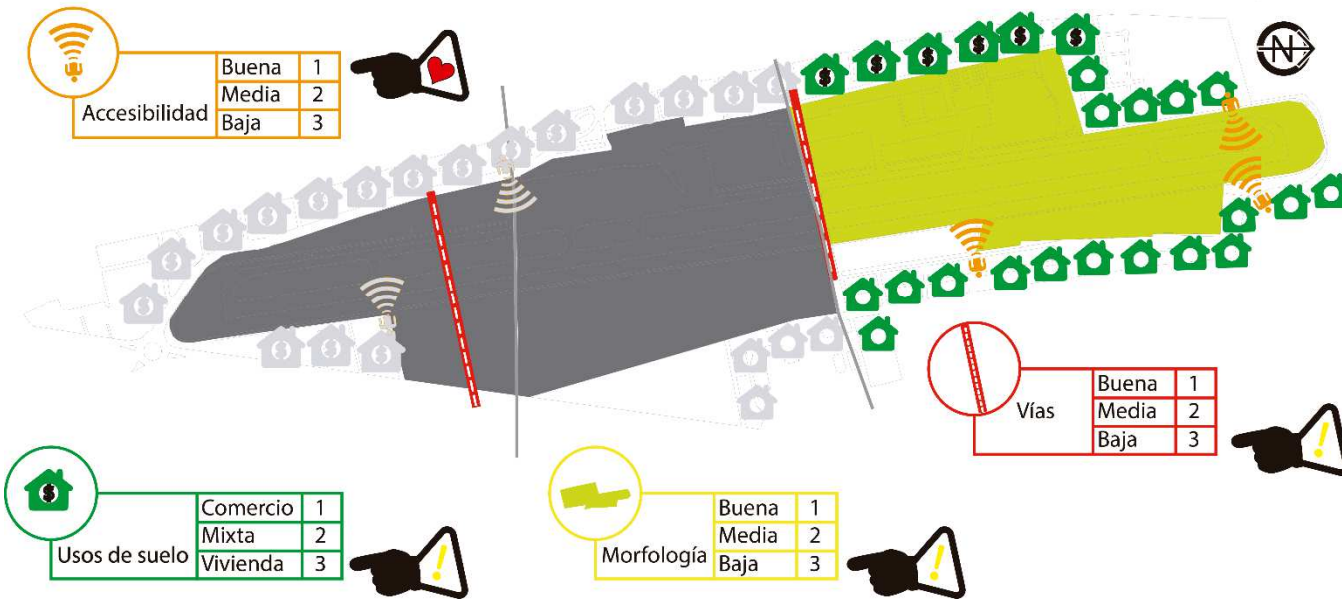 N
Accesibilidad
Buena 1
Media 2
Baja 3
Vías
Buena 1
Media 2
Baja 3
Usos de suelo
Comercio 1
Mixta 2
Vivienda 3
Morfología
Buena 1
Media 2
Baja 3